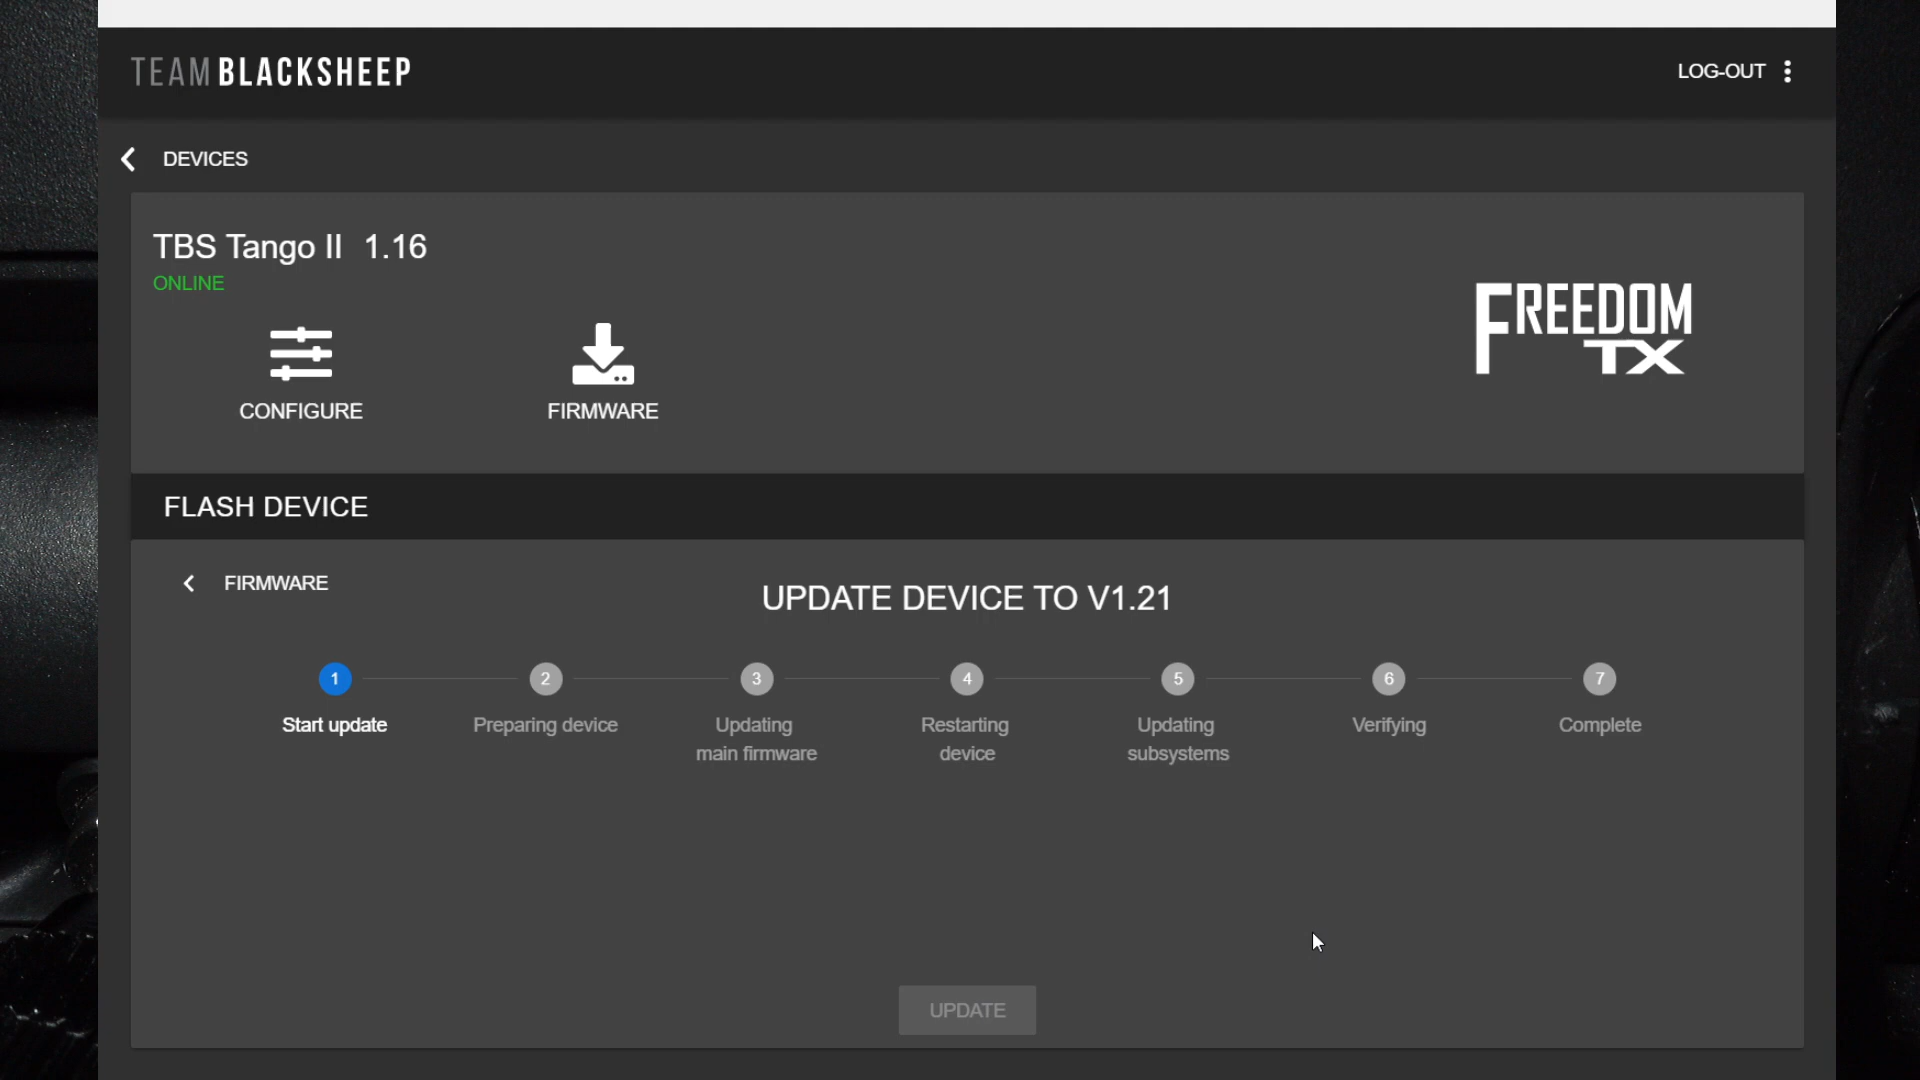 TEAMBLACKSHEEP
LOG-OUT
DEVICES
TBS Tango II 1.16
ONLINE
CONFIGURE
FIRMWARE
FREEDOM
TX
FLASH DEVICE
FIRMWARE
UPDATE DEVICE TO V1.21
1
2
3
4
5
6
7
Start update
Preparing device
Updating
main firmware
Restarting
device
Updating
subsystems
Verifying
Complete
UPDATE